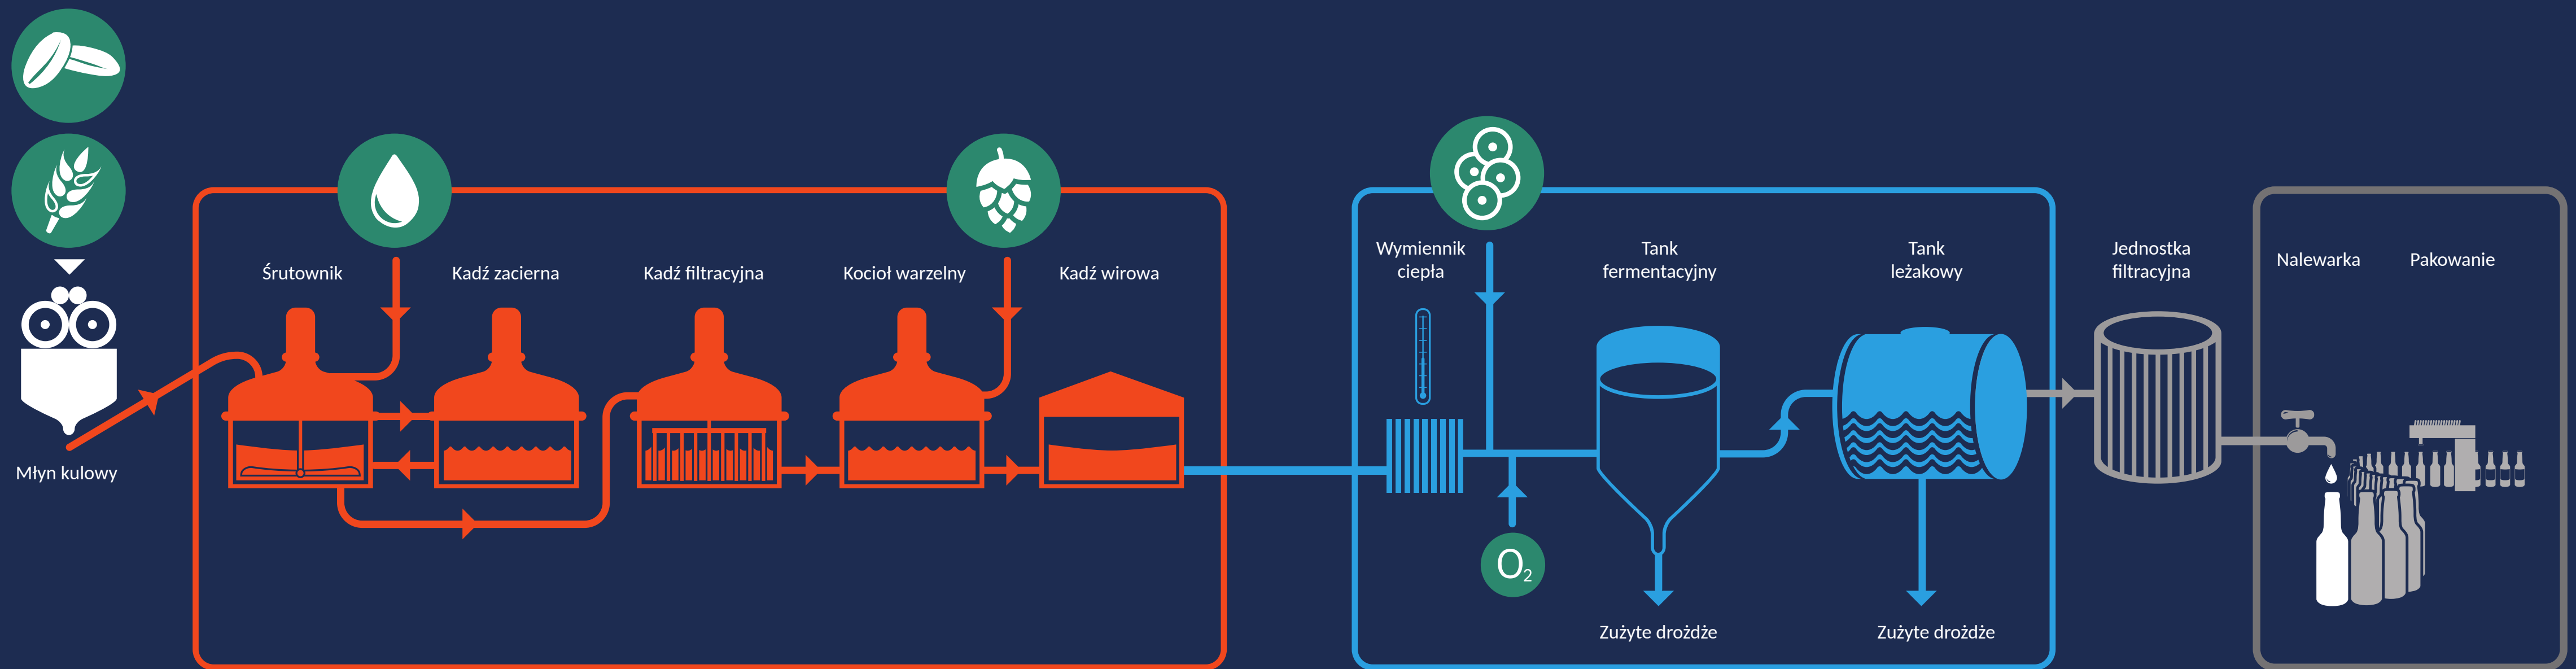 Młyn kulowy
Śrutownik
Kadź zacierna
Kadź filtracyjna
Kocioł warzelny
Kadź wirowa
Wymiennik
ciepła
O₂
Tank
fermentacyjny
Zużyte drożdże
Tank
leżakowy
Zużyte drożdże
Jednostka
filtracyjna
Nalewarka
Pakowanie